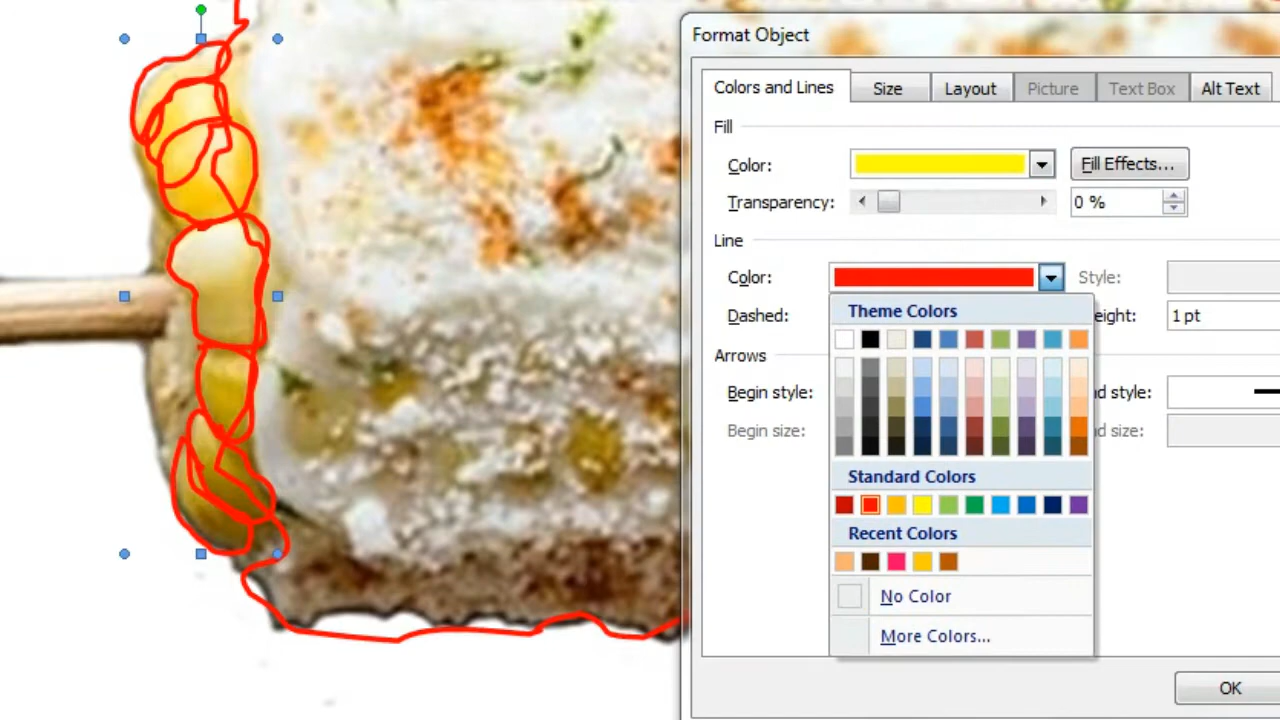 Format Object
Colors and Lines Size Layout Picture Text Box Alt Text
Fill
Color: Fill Effects...
Transparency: 0 %
Line
Color: Style:
Theme Colors
Dashed: eight: 1 pt
Arrows
Begin style: d style:
Begin size: d size:
Standard Colors
Recent Colors
No Color
More Colors...
OK